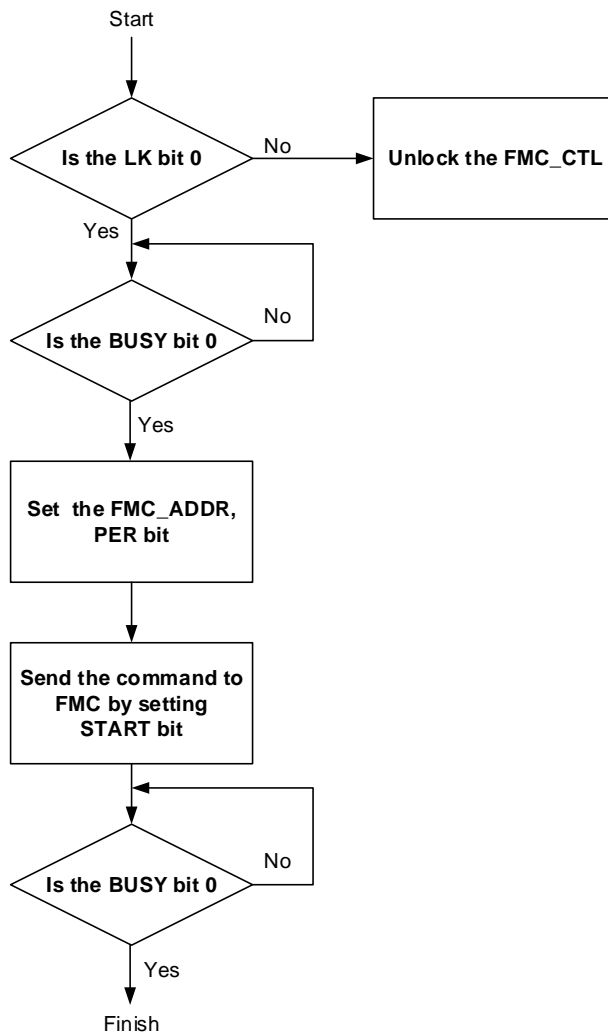 Start
Is the LK bit 0
No
Unlock the FMC_CTL
Yes
Is the BUSY bit 0
No
Yes
Set the FMC_ADDR,
PER bit
Send the command to
FMC by setting
START bit
Is the BUSY bit 0
No
Yes
Finish